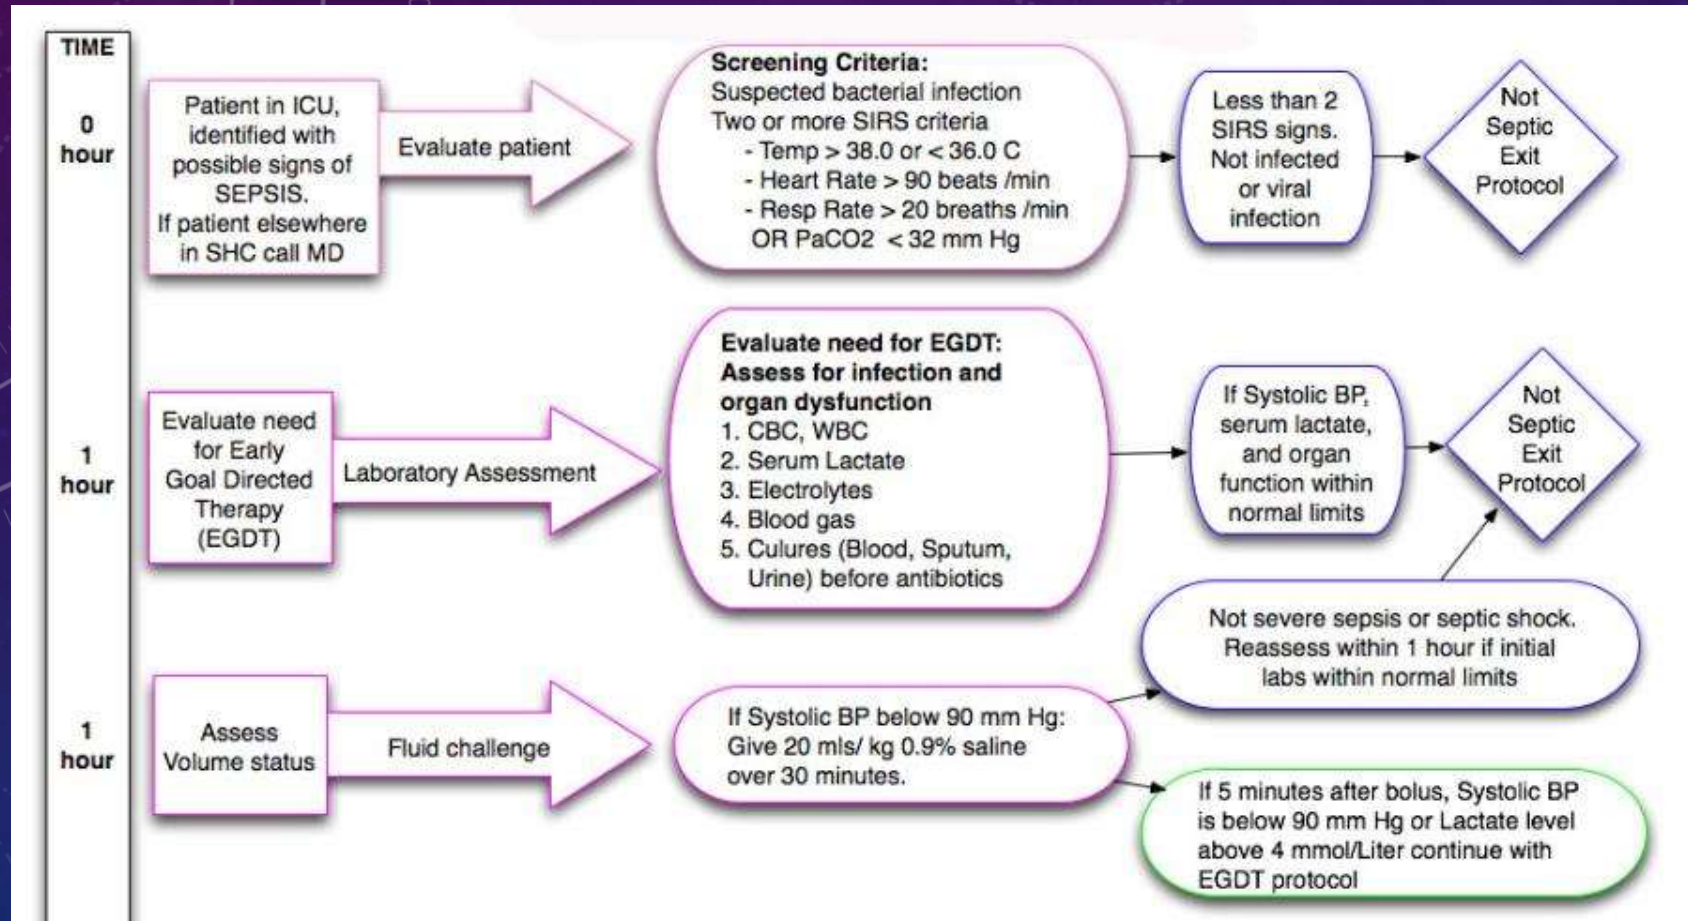 TIME
0
hour
Patient in ICU,
identified with
possible signs of
SEPSIS.
If patient elsewhere
in SHC call MD
Evaluate patient
Screening Criteria:
Suspected bacterial infection
Two or more SIRS criteria
- Temp > 38.0 or < 36.0 C
- Heart Rate > 90 beats /min
- Resp Rate > 20 breaths /min
OR PaCO2 < 32 mm Hg
Less than 2
SIRS signs.
Not infected
or viral
infection
Not
Septic
Exit
Protocol
1
hour
Evaluate need
for Early
Goal Directed
Therapy
(EGDT)
Laboratory Assessment
Evaluate need for EGDT:
Assess for infection and
organ dysfunction
1. CBC, WBC
2. Serum Lactate
3. Electrolytes
4. Blood gas
5. Culures (Blood, Sputum,
Urine) before antibiotics
If Systolic BP,
serum lactate,
and organ
function within
normal limits
Not
Septic
Exit
Protocol
1
hour
Assess
Volume status
Fluid challenge
If Systolic BP below 90 mm Hg:
Give 20 mls/ kg 0.9% saline
over 30 minutes.
Not severe sepsis or septic shock.
Reassess within 1 hour if initial
labs within normal limits
If 5 minutes after bolus, Systolic BP
is below 90 mm Hg or Lactate level
above 4 mmol/Liter continue with
EGDT protocol